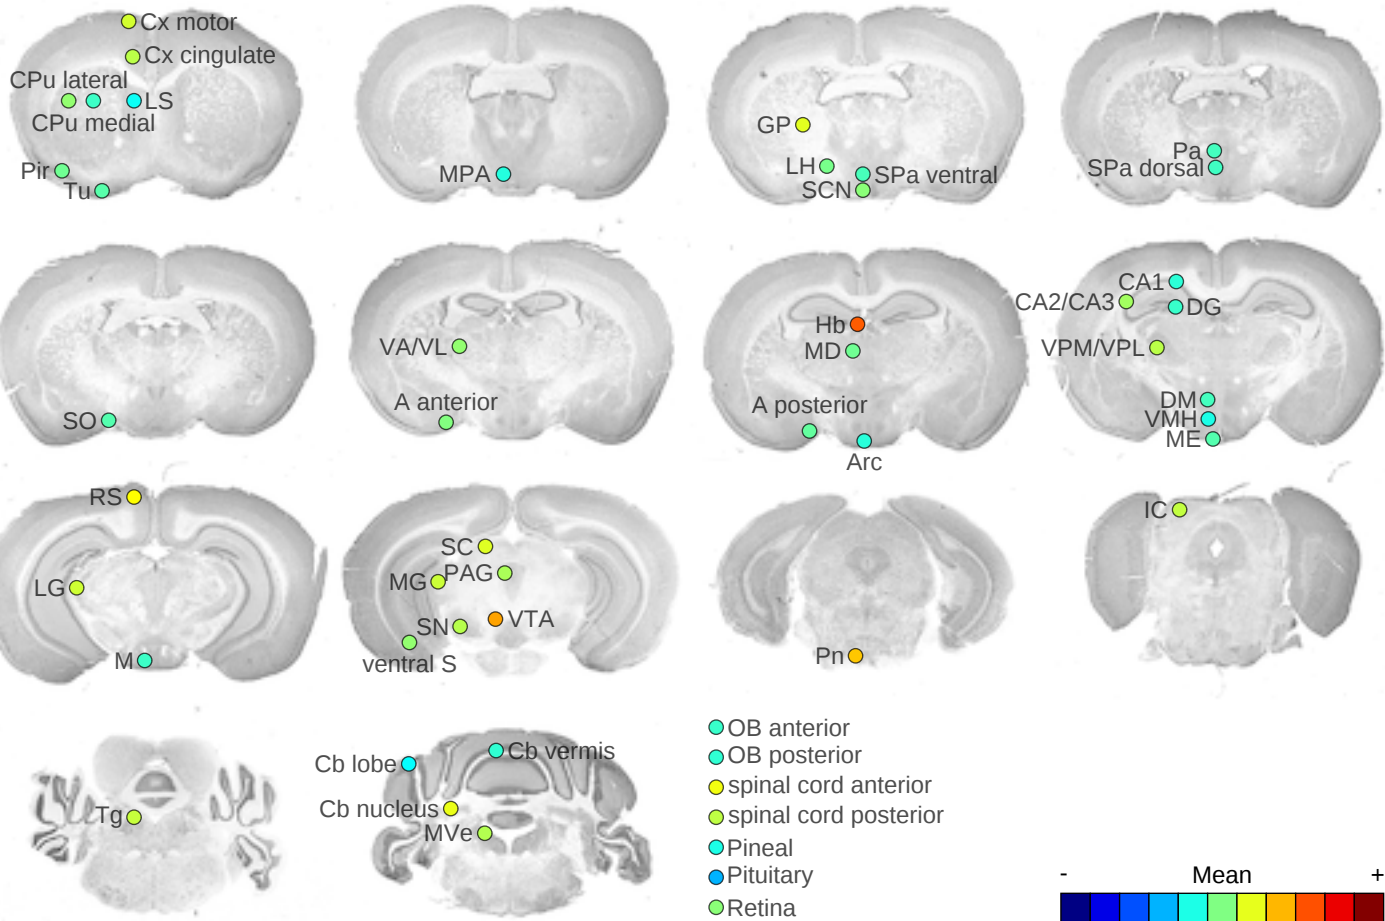 Cx motor
Cx cingulate
CPu lateral
LS
CPu medial
Pir
Tu
MPA
GP
LH
SPa ventral
SCN
Pa
SPa dorsal
SO
VA/VL
A anterior
Hb
MD
A posterior
Arc
CA1
CA2/CA3
DG
VPM/VPL
DM
VMH
ME
RS
LG
M
SC
PAG
MG
SN
VTA
ventral S
Pn
IC
Tg
Cb lobe
Cb vermis
Cb nucleus
MVe
OB anterior
OB posterior
spinal cord anterior
spinal cord posterior
Pineal
Pituitary
Retina
- Mean +